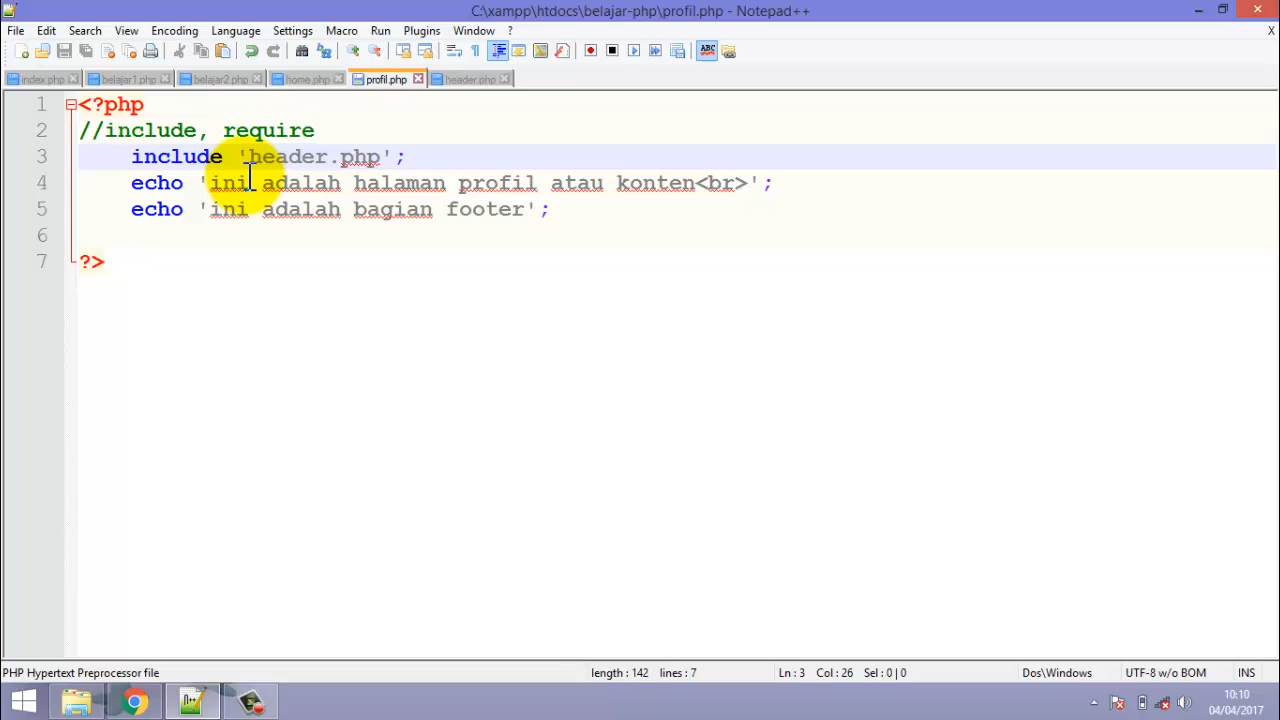 C:\xampp\htdocs\belajar-php\profil.php - Notepad++
File Edit Search View Encoding Language Settings Macro Run Plugins Window ? X
index.php belajar1.php belajar2.php home.php profil.php header.php
1 <?php
2 //include, require
3 include 'header.php';
4 echo 'ini adalah halaman profil atau konten<br>';
5 echo 'ini adalah bagian footer';
6
7 ?>
PHP Hypertext Preprocessor file length : 142 lines : 7 Ln : 3 Col : 26 Sel : 0 | 0 Dos\Windows UTF-8 w/o BOM INS
10:10
04/04/2017